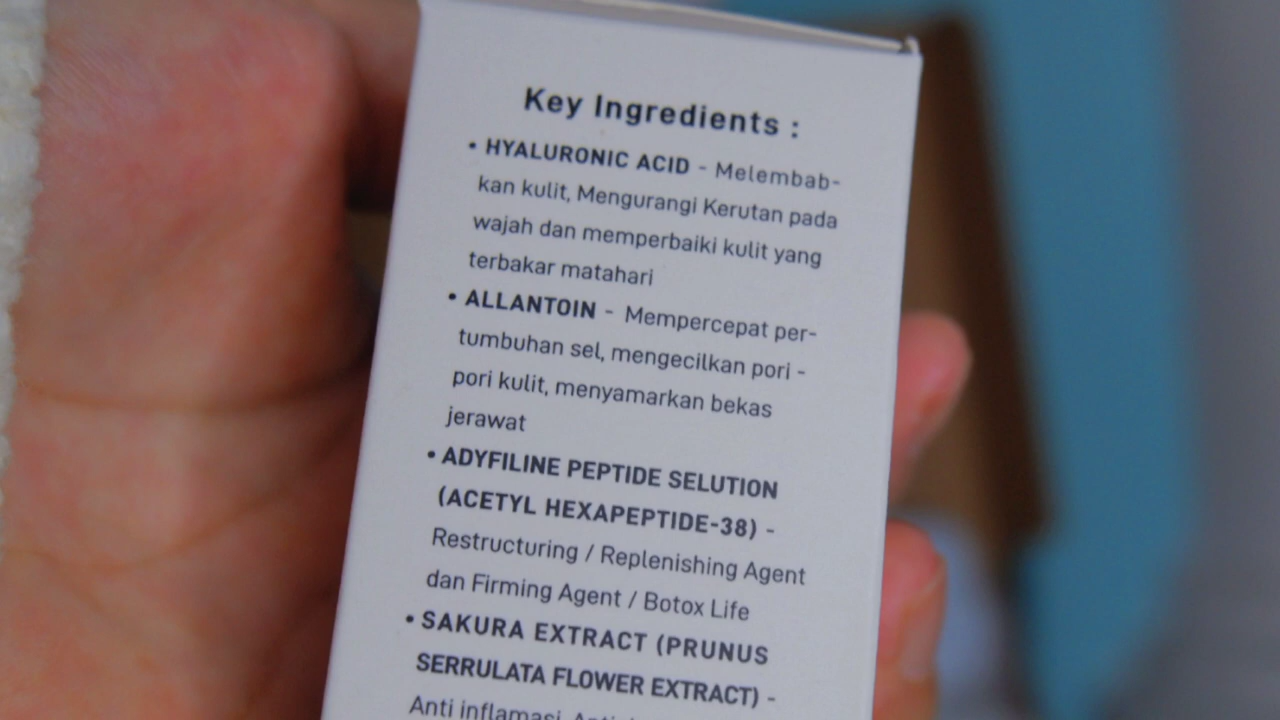 Key Ingredients :
• HYALURONIC ACID - Melembab-
kan kulit, Mengurangi Kerutan pada
wajah dan memperbaiki kulit yang
terbakar matahari
• ALLANTOIN - Mempercepat per-
tumbuhan sel, mengecilkan pori -
pori kulit, menyamarkan bekas
jerawat
• ADYFILINE PEPTIDE SELUTION
(ACETYL HEXAPEPTIDE-38) -
Restructuring / Replenishing Agent
dan Firming Agent / Botox Life
• SAKURA EXTRACT (PRUNUS
SERRULATA FLOWER EXTRACT) -
Anti inflamasi,